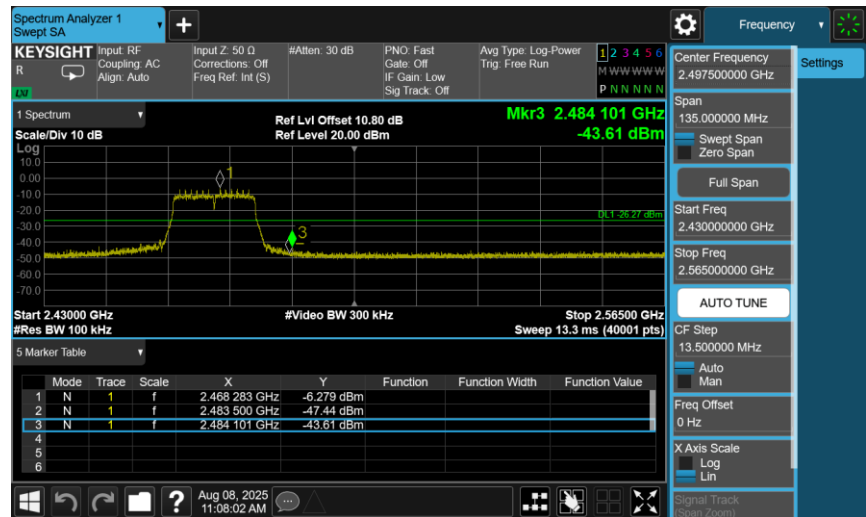 Spectrum Analyzer 1
Swept SA
Frequency
KEYSIGHT
R
LXI
Input: RF
Coupling: AC
Align: Auto
Input Z: 50 Ω
Corrections: Off
Freq Ref: Int (S)
#Atten: 30 dB
PNO: Fast
Gate: Off
IF Gain: Low
Sig Track: Off
Avg Type: Log-Power
Trig: Free Run
1 2 3 4 5 6
M W W W W W
P N N N N N
1 Spectrum
Scale/Div 10 dB
Ref Lvl Offset 10.80 dB
Ref Level 20.00 dBm
Mkr3 2.484 101 GHz
-43.61 dBm
Log
10.0
0.00
-10.0
-20.0
-30.0
-40.0
-50.0
-60.0
-70.0
1
3
DL1 -26.27 dBm
Start 2.43000 GHz
#Res BW 100 kHz
#Video BW 300 kHz
Stop 2.56500 GHz
Sweep 13.3 ms (40001 pts)
5 Marker Table
Mode Trace Scale X Y Function Function Width Function Value
1 N 1 f 2.468 283 GHz -6.279 dBm
2 N 1 f 2.483 500 GHz -47.44 dBm
3 N 1 f 2.484 101 GHz -43.61 dBm
4
5
6
?
Aug 08, 2025
11:08:02 AM
Center Frequency
2.497500000 GHz
Settings
Span
135.000000 MHz
Swept Span
Zero Span
Full Span
Start Freq
2.430000000 GHz
Stop Freq
2.565000000 GHz
AUTO TUNE
CF Step
13.500000 MHz
Auto
Man
Freq Offset
0 Hz
X Axis Scale
Log
Lin
Signal Track
(Span Zoom)